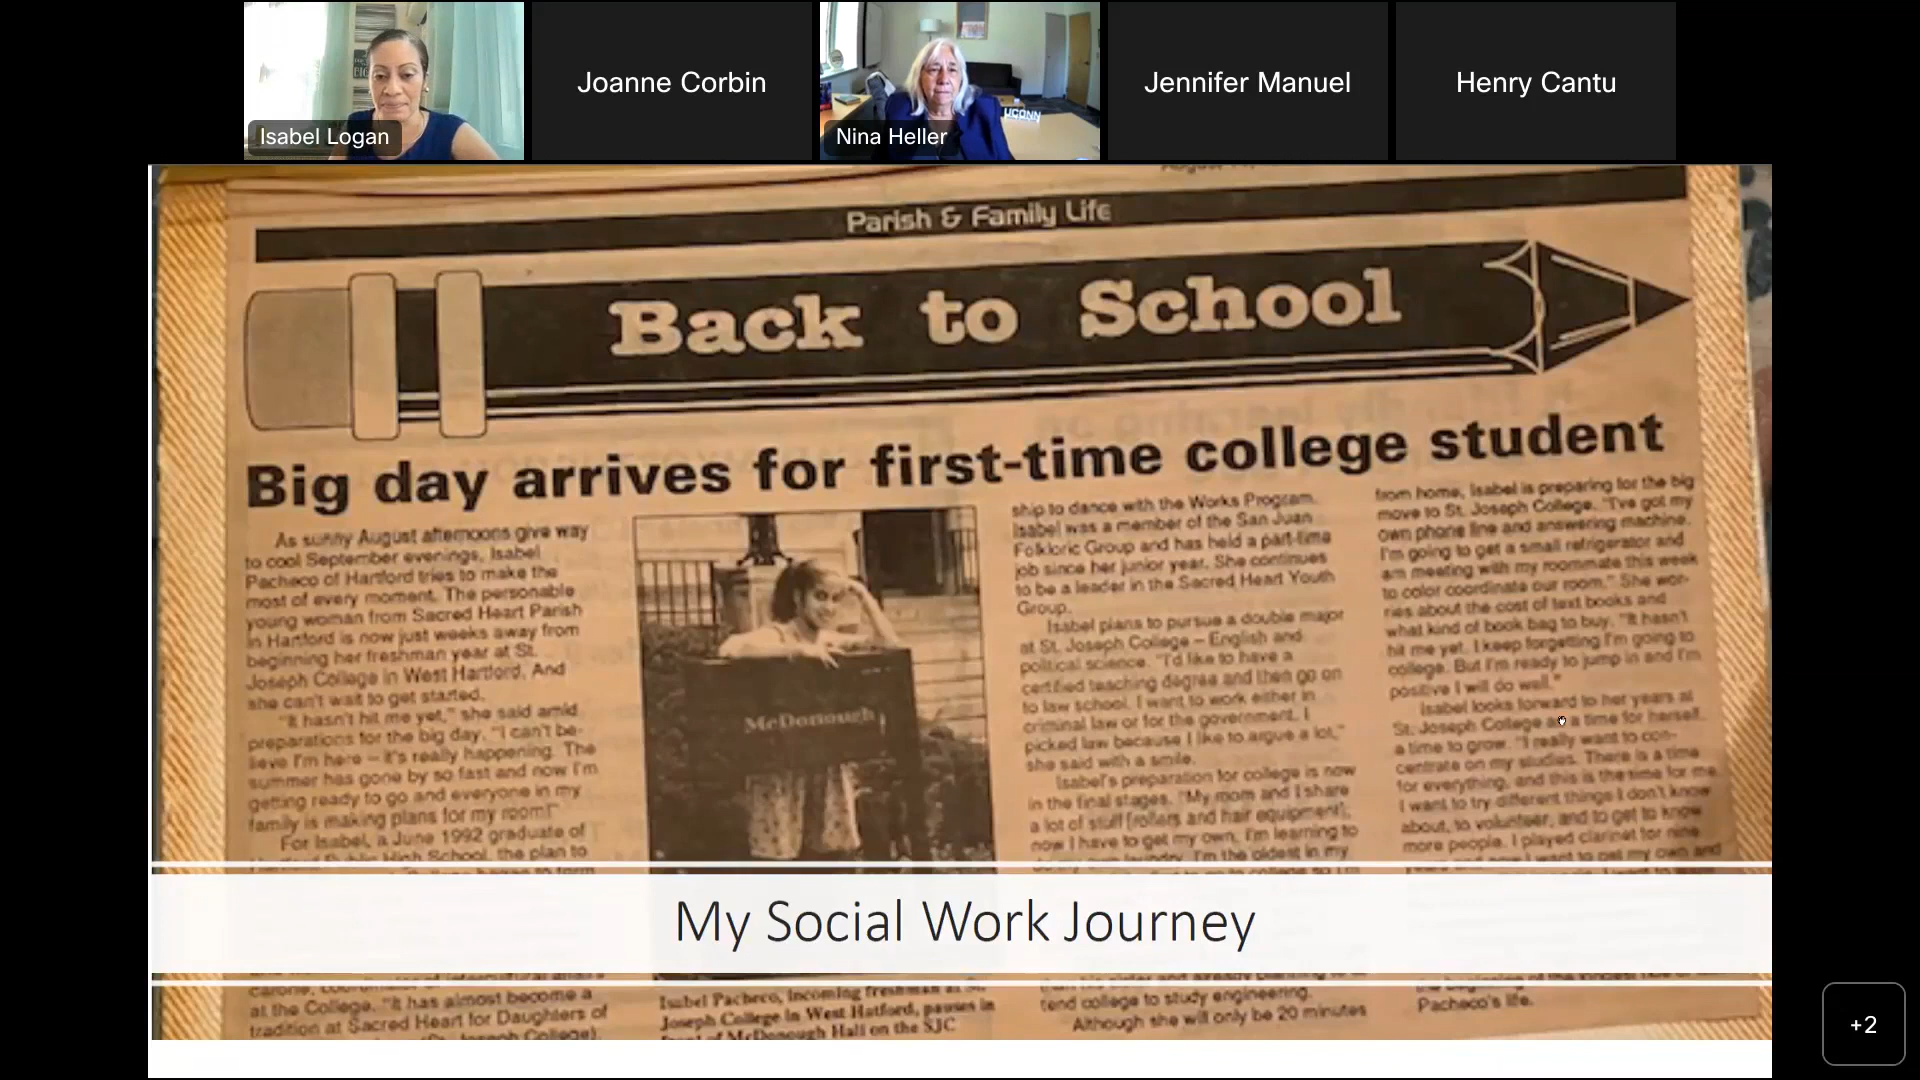 Isabel Logan
Joanne Corbin
Nina Heller
UCONN
Jennifer Manuel
Henry Cantu
Parish & Family Life
Back to School
Big day arrives for first-time college student
As sunny August afternoons give way
to cool September evenings, Isabel
Pacheco of Hartford tries to make the
most of every moment. The personable
young woman from Sacred Heart Parish
in Hartford is now just weeks away from
beginning her freshman year at St.
Joseph College in West Hartford. And
she can't wait to get started.
"It hasn't hit me yet," she said amid
preparations for the big day. "I can't be-
lieve I'm here – it's really happening. The
summer has gone by so fast and now I'm
getting ready to go and everyone in my
family is making plans for my room!"
For Isabel, a June 1992 graduate of
Public High School, the plan to
at the College. "It has almost become a
tradition at Sacred Heart for Daughters of
McDonough
Isabel Pacheco, incoming freshman at
Joseph College in West Hatford, pauses in
front of McDonough Hall on the SJC
ship to dance with the Works Program.
Isabel was a member of the San Juan
Folkloric Group and has held a part-time
job since her junior year. She continues
to be a leader in the Sacred Heart Youth
Group.
Isabel plans to pursue a double major
at St. Joseph College – English and
political science. "I'd like to have a
certified teaching degree and then go on
to law school. I want to work either in
criminal law or for the government. I
picked law because I like to argue a lot,"
she said with a smile.
Isabel's preparation for college is now
in the final stages. "My mom and I share
a lot of stuff [rollers and hair equipment],
now I have to get my own. I'm learning to
laundry. I'm the oldest in my
tend college to study engineering.
Although she will only be 20 minutes
from home, Isabel is preparing for the big
move to St. Joseph College. "I've got my
own phone line and answering machine.
I'm going to get a small refrigerator and
am meeting with my roommate this week
to color coordinate our room." She wor-
ries about the cost of text books and
what kind of book bag to buy. "It hasn't
hit me yet. I keep forgetting I'm going to
college. But I'm ready to jump in and I'm
positive I will do well."
Isabel looks forward to her years at
St. Joseph College as a time for herself,
a time to grow. "I really want to con-
centrate on my studies. There is a time
for everything, and this is the time for me.
I want to try different things I don't know
about, to volunteer, and to get to know
more people. I played clarinet for nine
Pacheco's life.
My Social Work Journey
+2